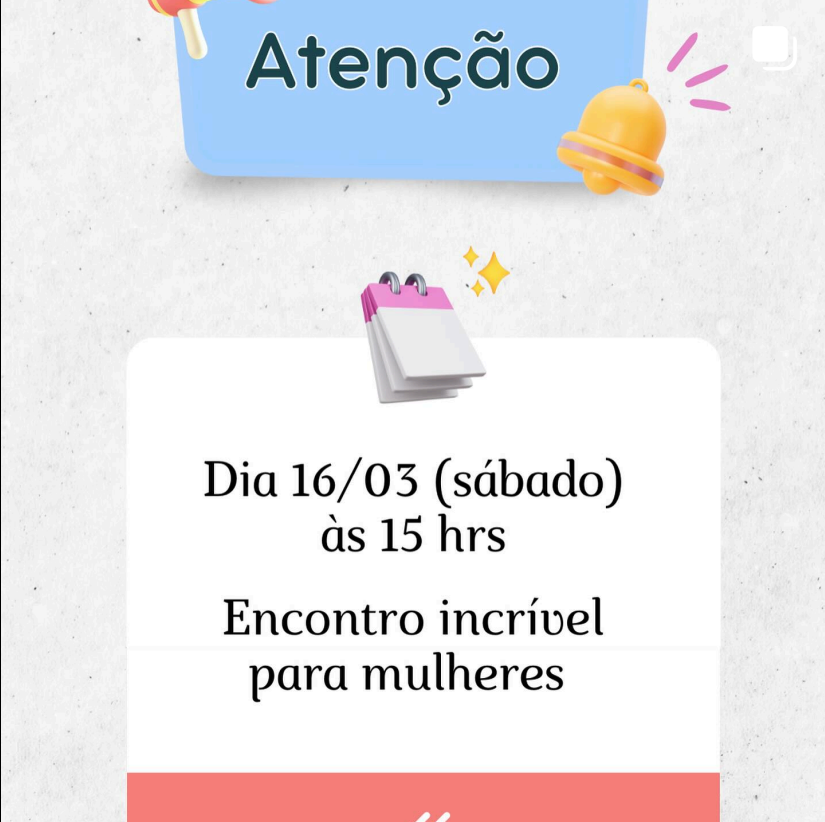 Atenção
Dia 16/03 (sábado)
às 15 hrs
Encontro incrível
para mulheres